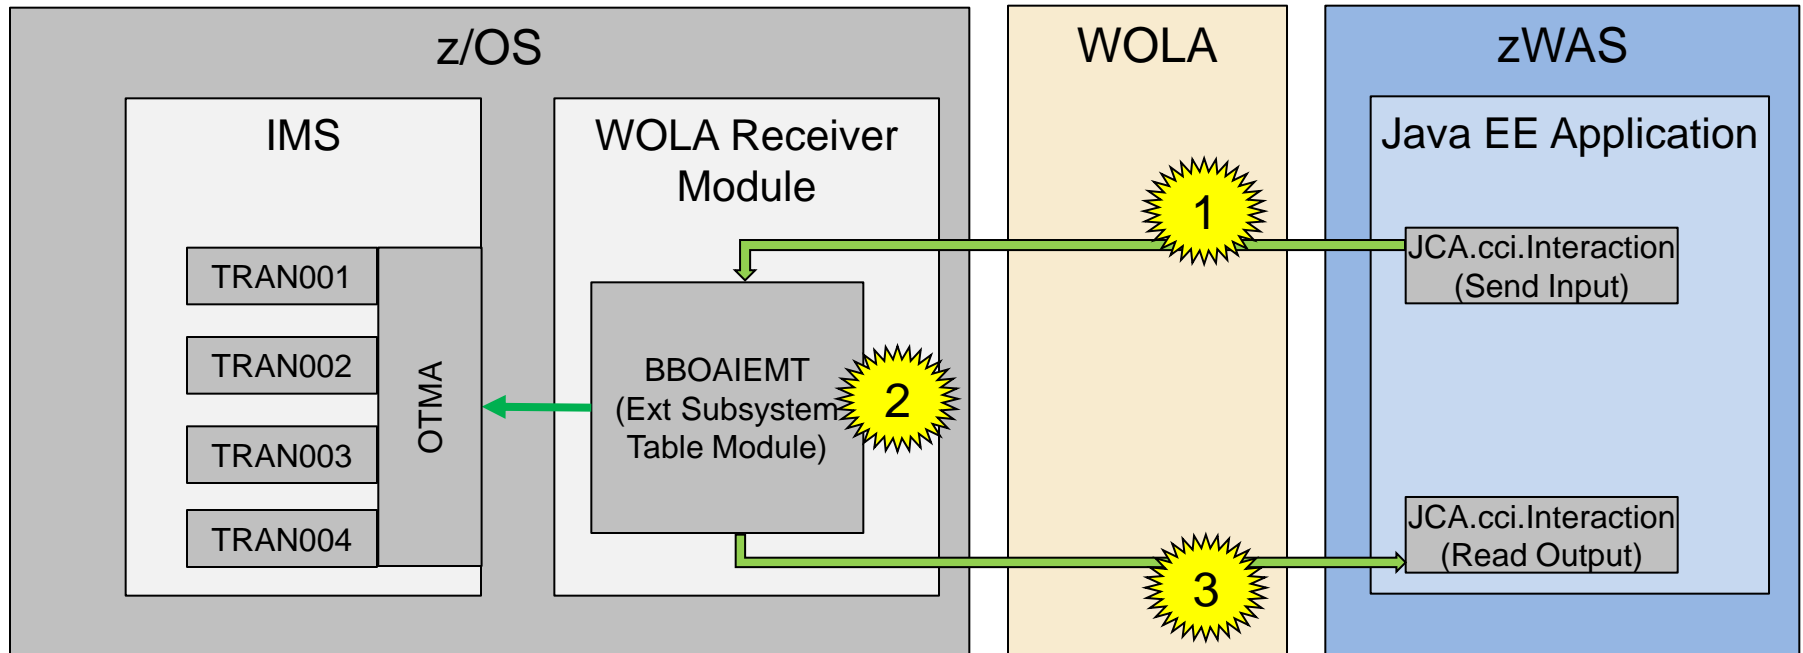 z/OS
WOLA
zWAS
IMS
WOLA Receiver
Module
Java EE Application
1
JCA.cci.Interaction
(Send Input)
TRAN001
TRAN002
TRAN003
TRAN004
OTMA
BBOAIEMT
(Ext Subsystem
Table Module)
2
JCA.cci.Interaction
(Read Output)
3